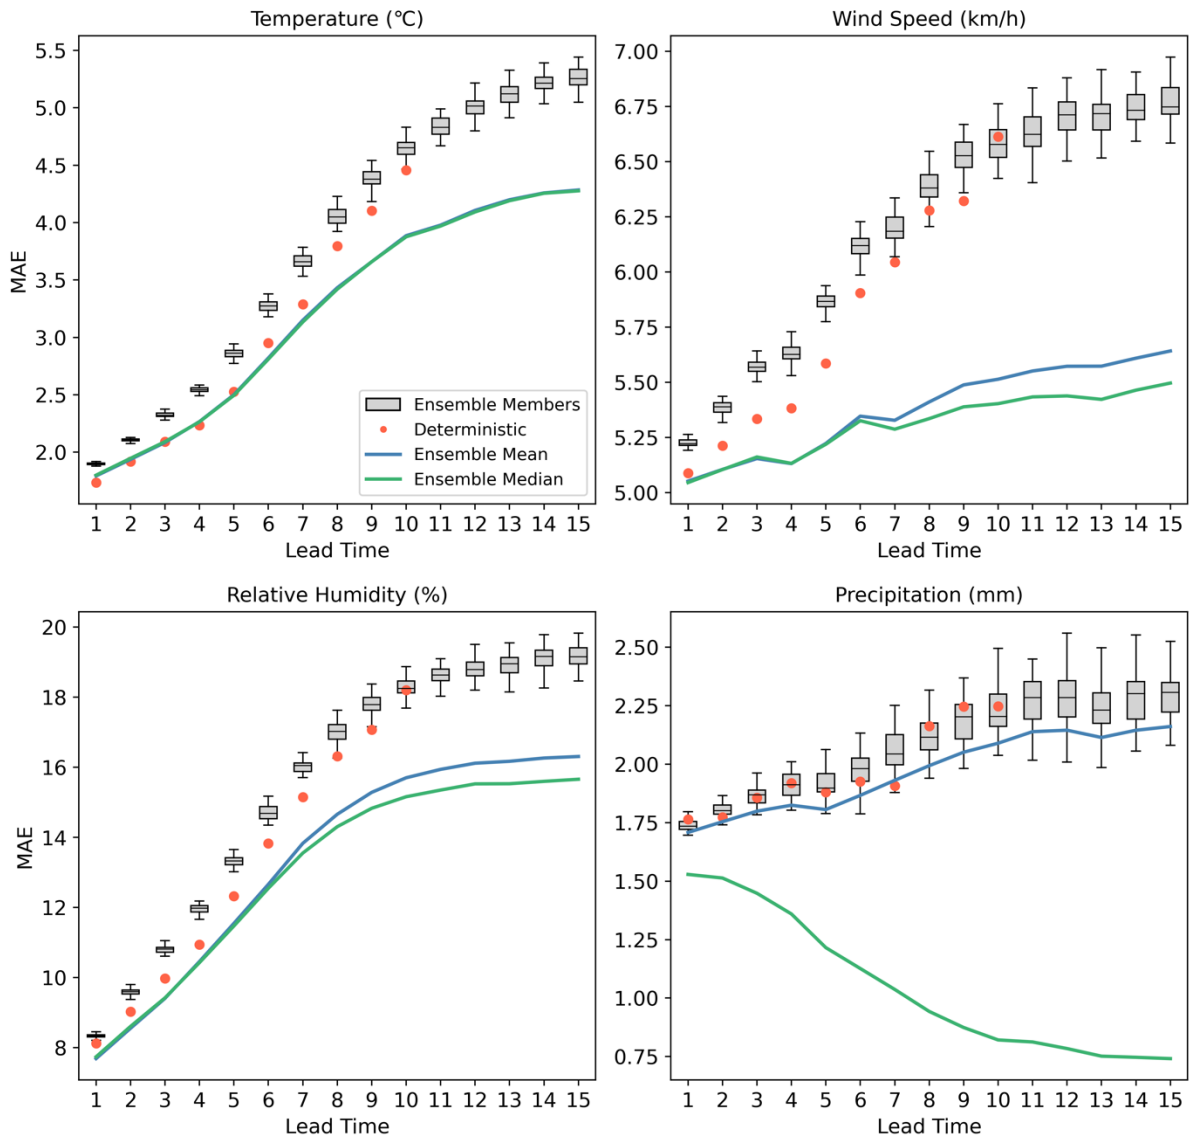 Temperature (℃)
5.5
5.0
4.5
4.0
3.5
3.0
2.5
2.0
MAE
Ensemble Members
Deterministic
Ensemble Mean
Ensemble Median
1 2 3 4 5 6 7 8 9 10 11 12 13 14 15
Lead Time
Wind Speed (km/h)
7.00
6.75
6.50
6.25
6.00
5.75
5.50
5.25
5.00
1 2 3 4 5 6 7 8 9 10 11 12 13 14 15
Lead Time
Relative Humidity (%)
20
18
16
14
12
10
8
MAE
1 2 3 4 5 6 7 8 9 10 11 12 13 14 15
Lead Time
Precipitation (mm)
2.50
2.25
2.00
1.75
1.50
1.25
1.00
0.75
1 2 3 4 5 6 7 8 9 10 11 12 13 14 15
Lead Time